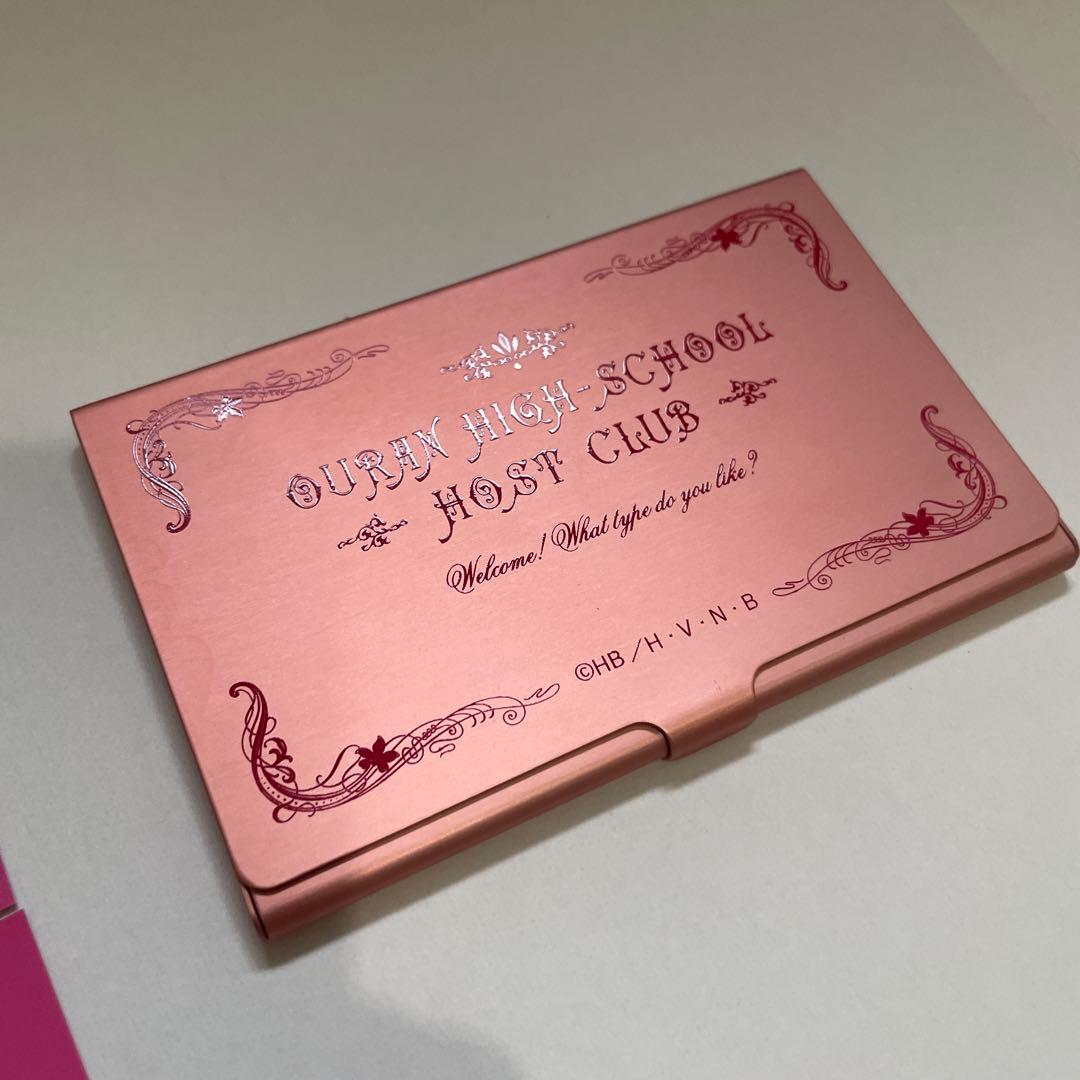 OURAN HIGH-SCHOOL
HOST CLUB
Welcome! What type do you like?
©HB/H・V・N・B